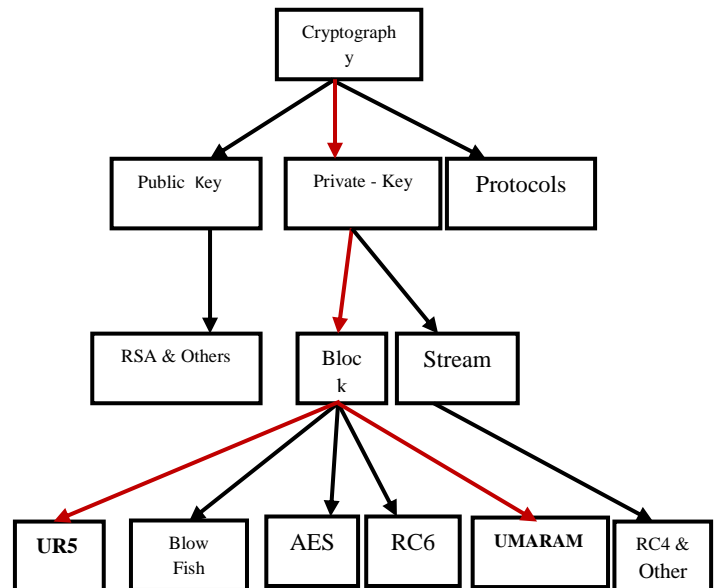 Cryptograph
y
Public Key
Private - Key
Protocols
RSA & Others
Bloc
k
Stream
UR5
Blow
Fish
AES
RC6
UMARAM
RC4 &
Other